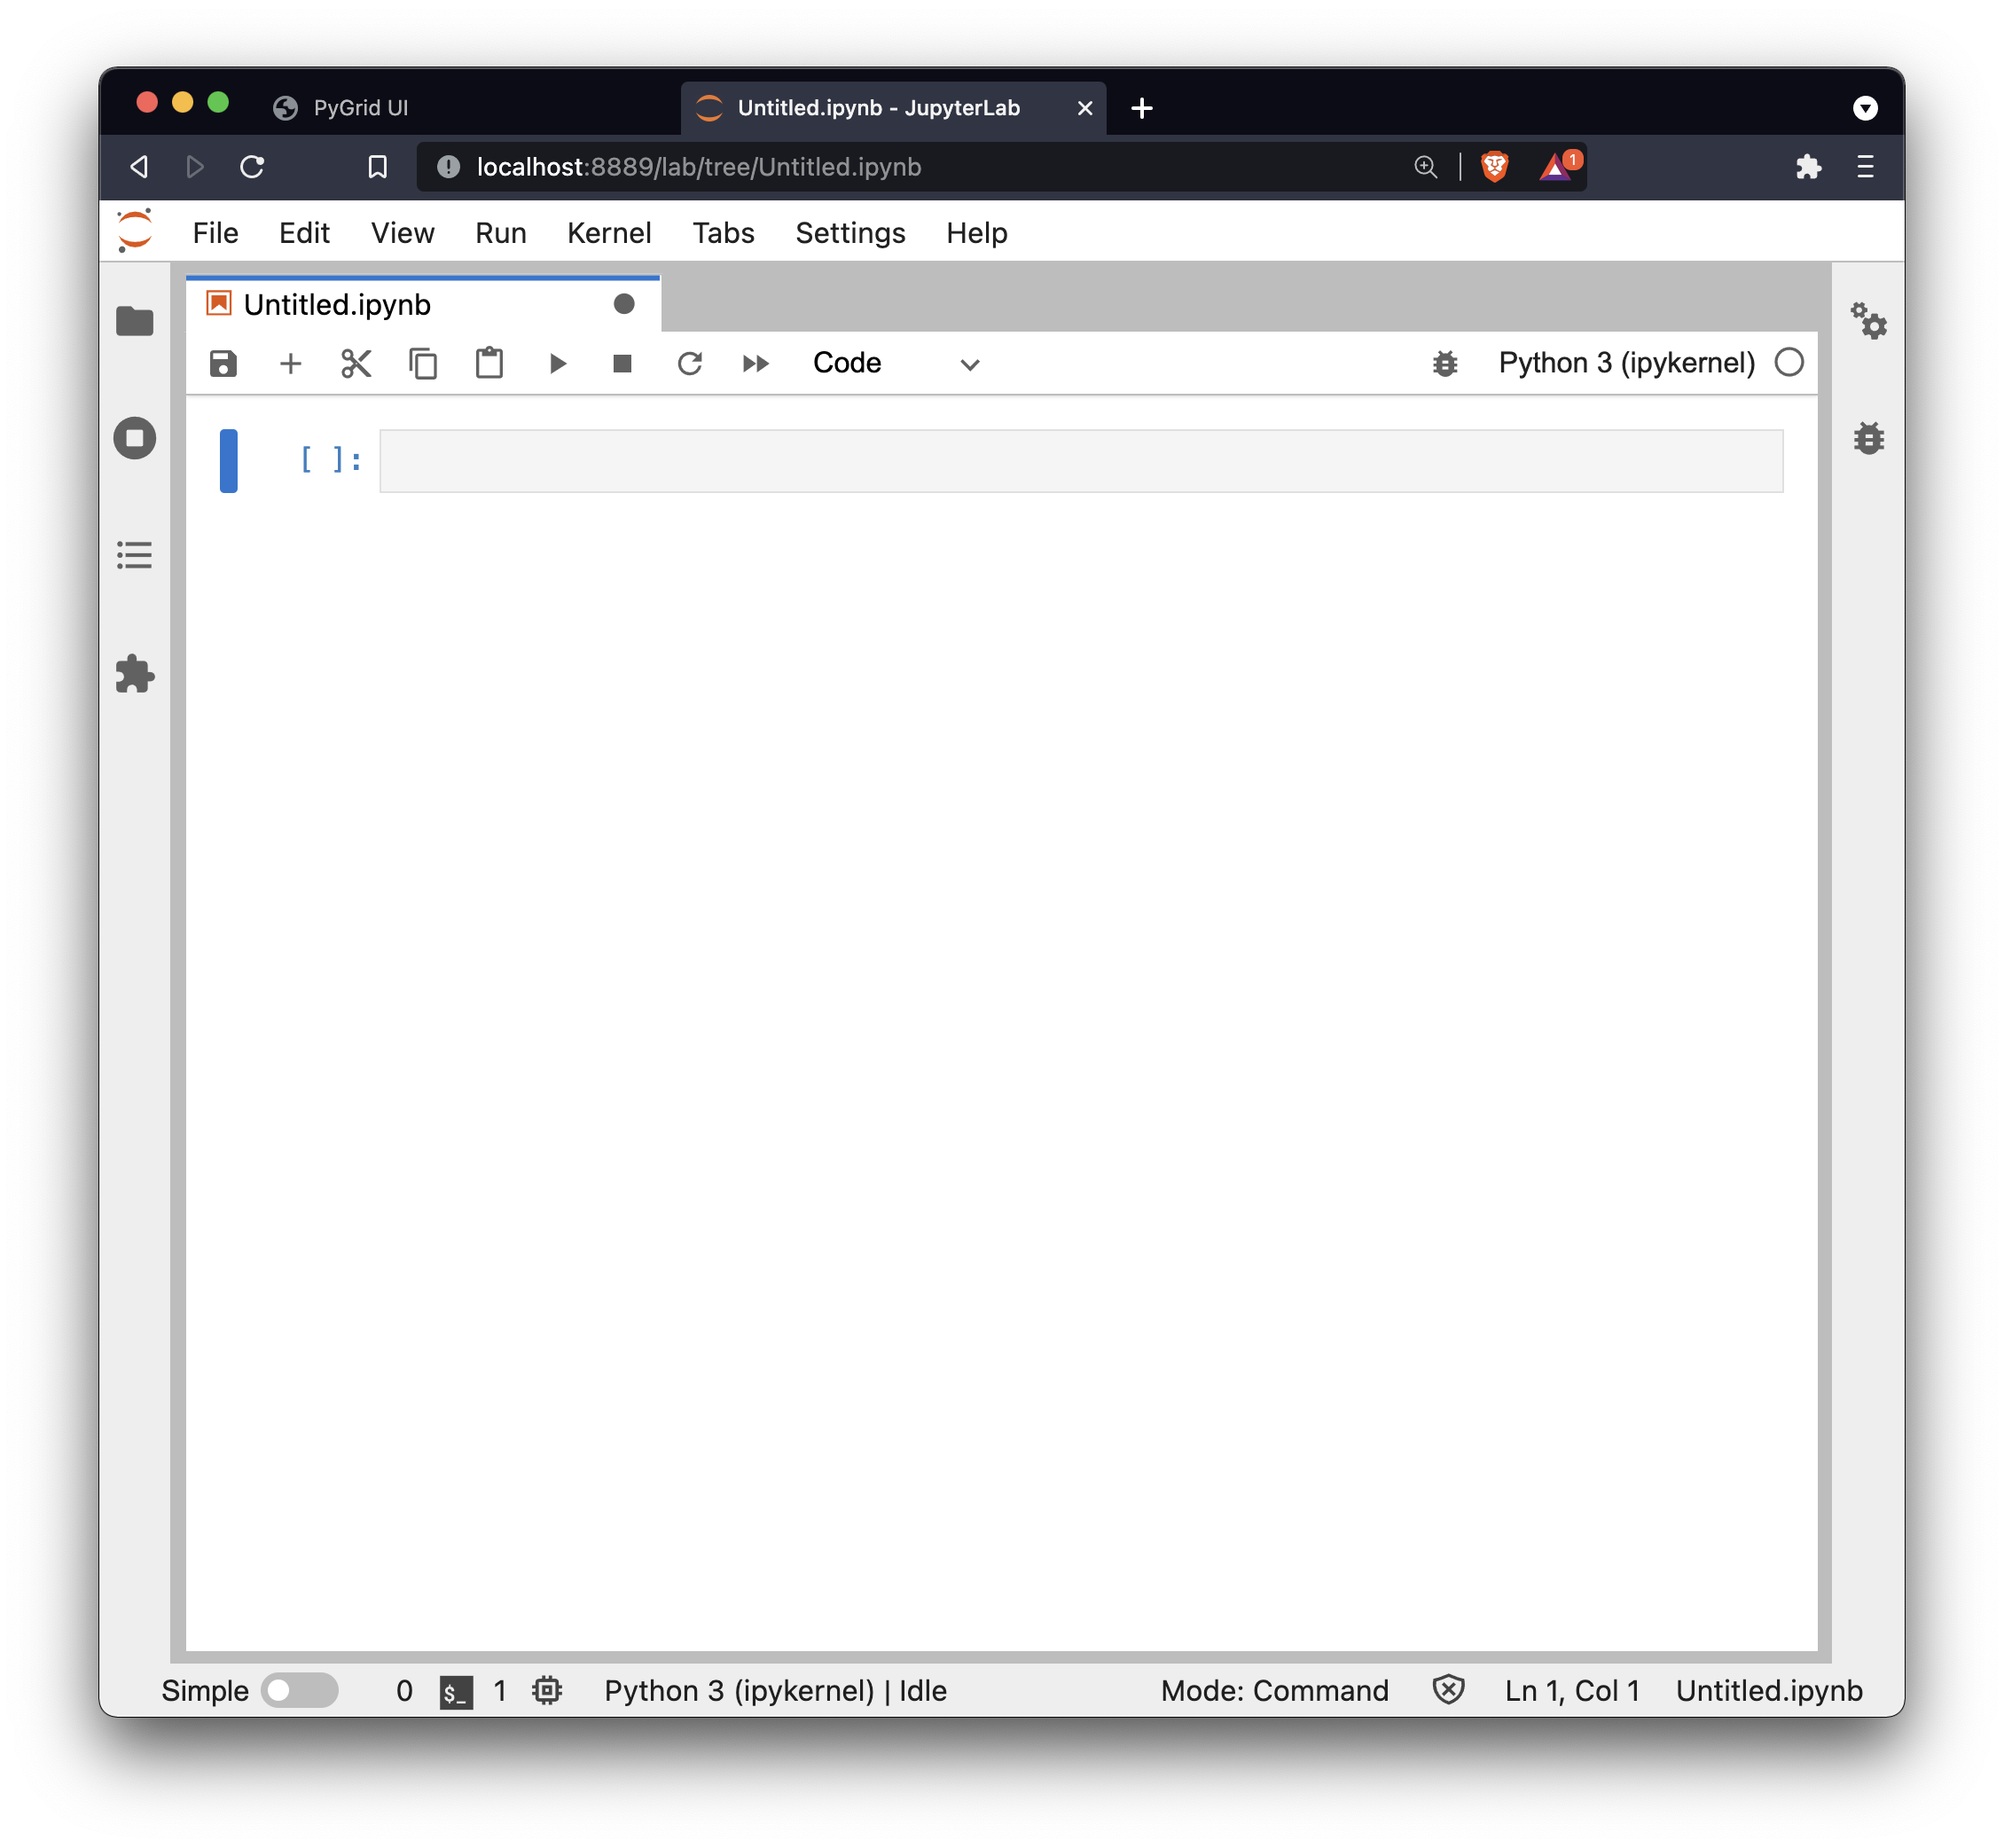 PyGrid UI
Untitled.ipynb - JupyterLab
localhost:8889/lab/tree/Untitled.ipynb
1
File Edit View Run Kernel Tabs Settings Help
Untitled.ipynb
Code
Python 3 (ipykernel)
[ ]:
Simple 0 $_ 1 Python 3 (ipykernel) | Idle Mode: Command Ln 1, Col 1 Untitled.ipynb